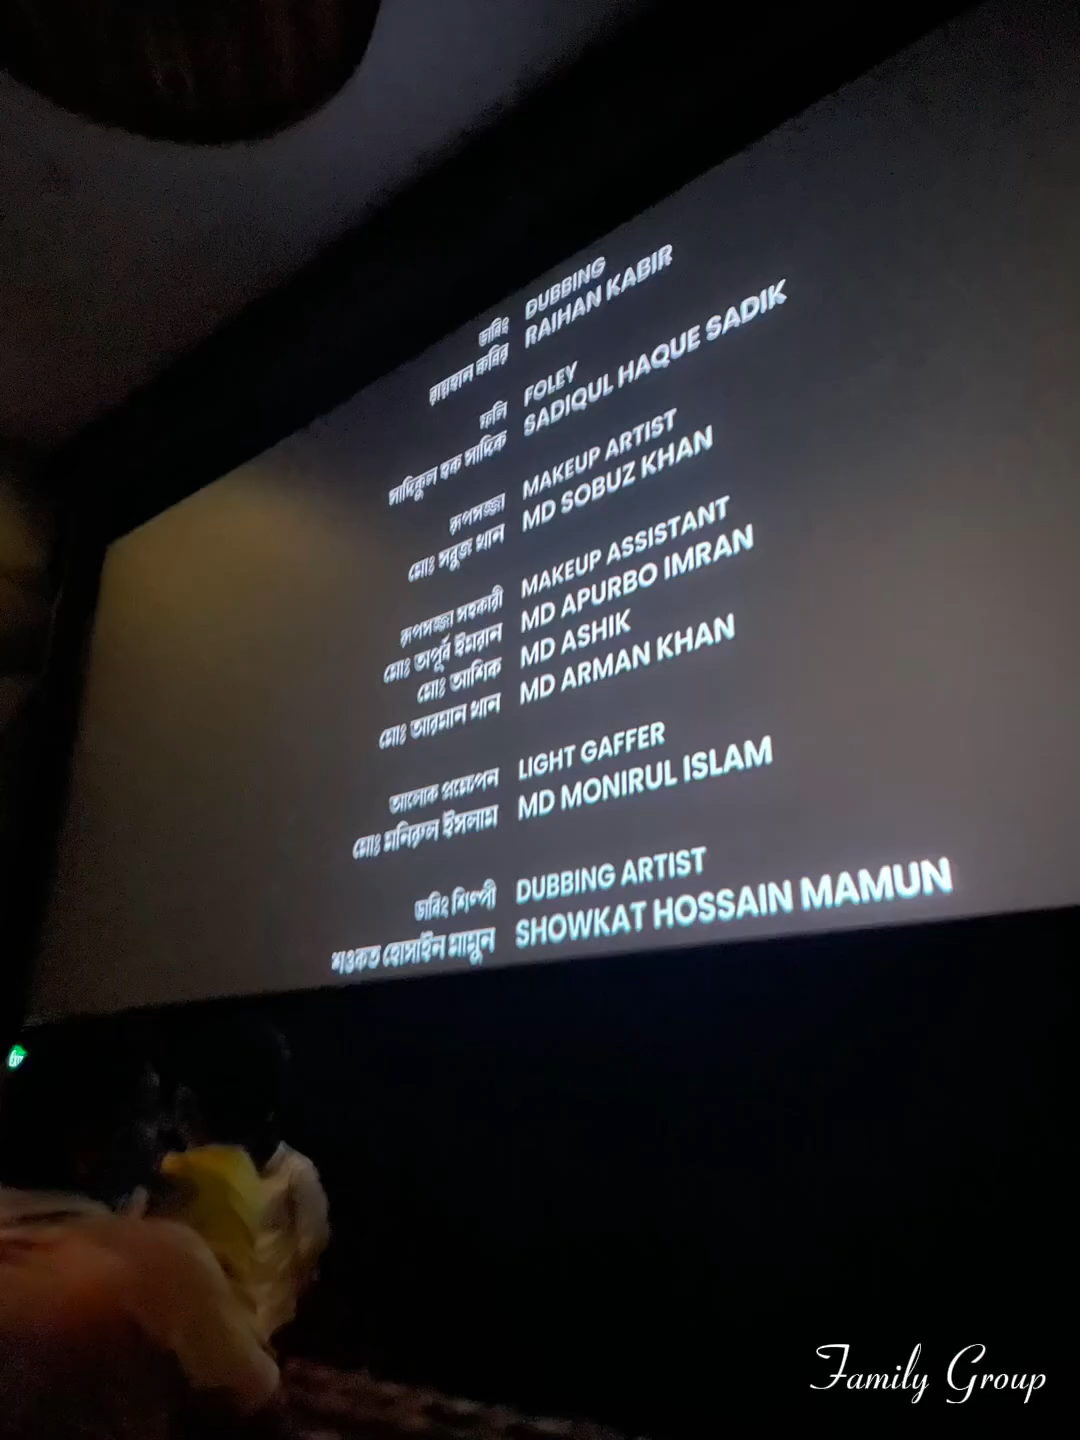 ডাবিং DUBBING
রায়হান কবির RAIHAN KABIR
ফলি FOLEY
সাদিকুল হক সাদিক SADIQUL HAQUE SADIK
রূপসজ্জা MAKEUP ARTIST
মোঃ সবুজ খান MD SOBUZ KHAN
রূপসজ্জা সহকারী MAKEUP ASSISTANT
মোঃ অপূর্ব ইমরান MD APURBO IMRAN
মোঃ আশিক MD ASHIK
মোঃ আরমান খান MD ARMAN KHAN
আলোক প্রক্ষেপন LIGHT GAFFER
মোঃ মনিরুল ইসলাম MD MONIRUL ISLAM
ডাবিং শিল্পী DUBBING ARTIST
শওকত হোসাইন মামুন SHOWKAT HOSSAIN MAMUN
Family Group